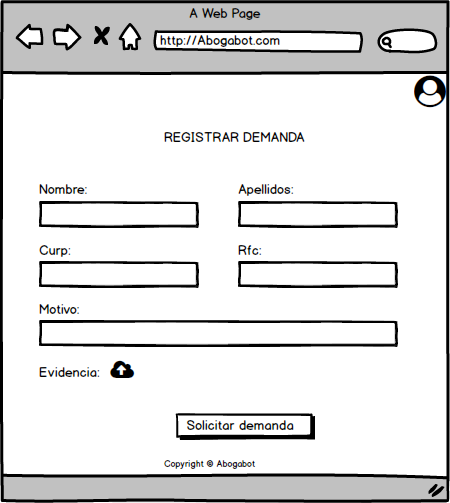 A Web Page
http://Abogabot.com
REGISTRAR DEMANDA
Nombre: Apellidos:
Curp: Rfc:
Motivo:
Evidencia:
Solicitar demanda
Copyright © Abogabot